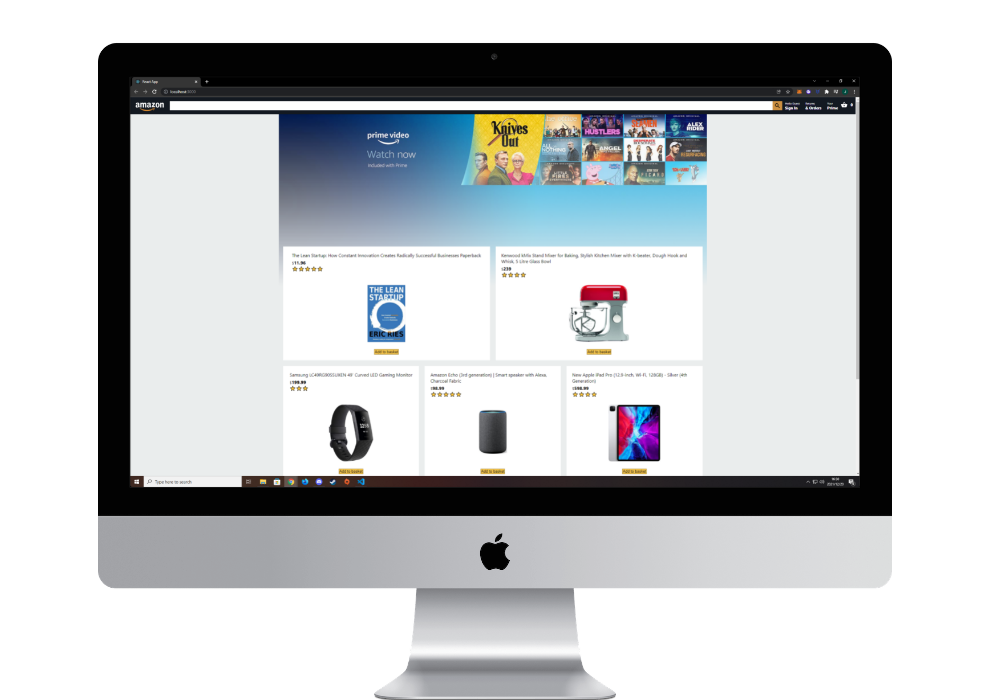 React App
localhost:3000
amazon
Hello Guest
Sign In
Returns
& Orders
Your
Prime
0
prime video
Watch now
Included with Prime
Knives
Out
HUSTLERS
ALEX
RIDER
ALL
NOTHING
ANGEL
PICARD
The Lean Startup: How Constant Innovation Creates Radically Successful Businesses Paperback
11.96
THE LEAN
STARTUP
ERIC RIES
Add to basket
Kenwood kMix Stand Mixer for Baking, Stylish Kitchen Mixer with K-beater, Dough Hook and
Whisk, 5 Litre Glass Bowl
239
Add to basket
Curved LED Gaming Monitor
199.99
Add to basket
Amazon Echo (3rd generation) | Smart speaker with Alexa,
Charcoal Fabric
98.99
Add to basket
New Apple iPad Pro (12.9-inch, Wi-Fi, 128GB) - Silver (4th
Generation)
598.99
Add to basket
Type here to search